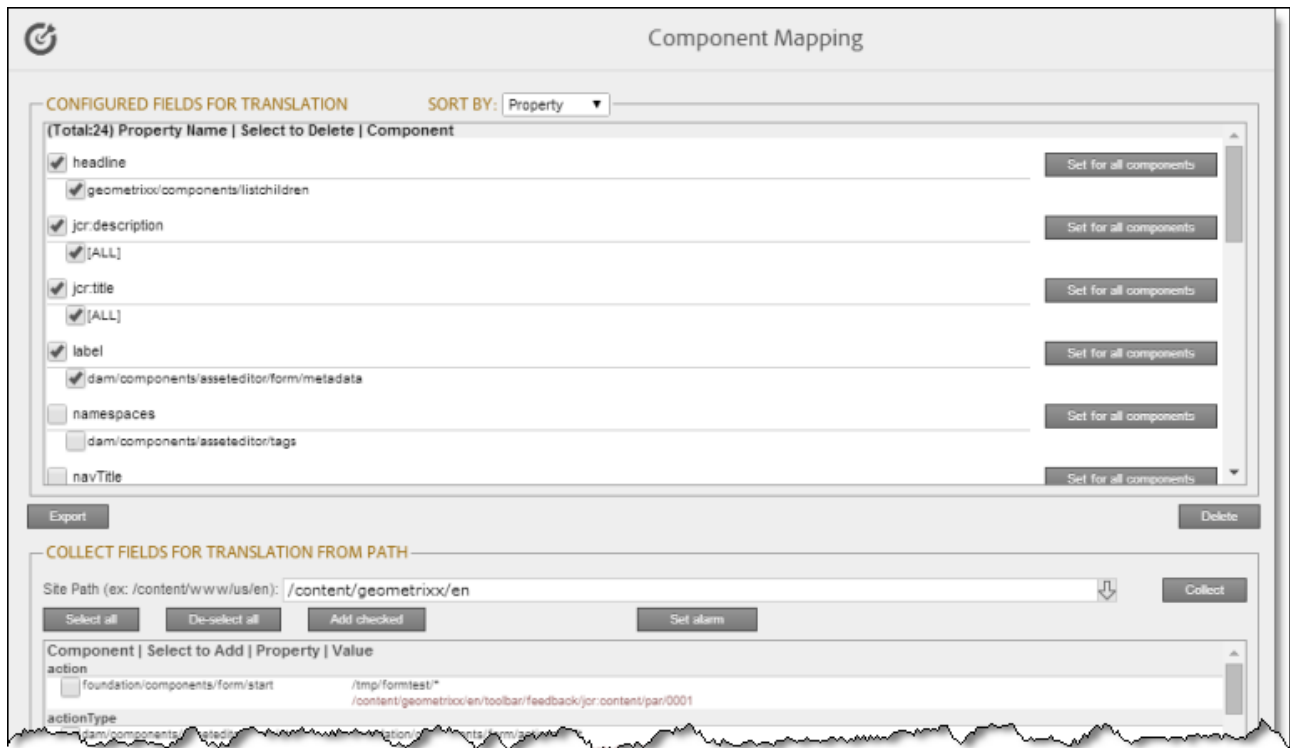 Component Mapping
CONFIGURED FIELDS FOR TRANSLATION SORT BY: Property
(Total:24) Property Name | Select to Delete | Component
headline Set for all components
geometrixx/components/listchildren
jcr:description Set for all components
[ALL]
jcr:title Set for all components
[ALL]
label Set for all components
dam/components/asseteditor/form/metadata
namespaces Set for all components
dam/components/asseteditor/tags
navTitle Set for all components
Export Delete
COLLECT FIELDS FOR TRANSLATION FROM PATH
Site Path (ex: /content/www/us/en): /content/geometrixx/en Collect
Select all De-select all Add checked Set alarm
Component | Select to Add | Property | Value
action
foundation/components/form/start /tmp/formtest/*
/content/geometrixx/en/toolbar/feedback/jcr:content/par/0001
actionType